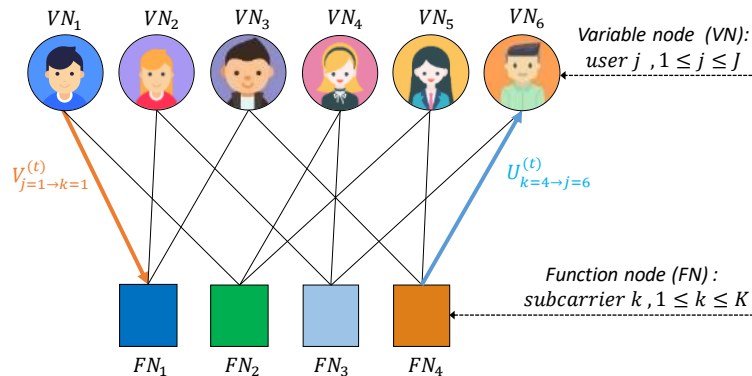 VN₁ VN₂ VN₃ VN₄ VN₅ VN₆
Variable node (VN):
user j , 1 ≤ j ≤ J
V^{(t)}_{j=1→k=1}
U^{(t)}_{k=4→j=6}
Function node (FN) :
subcarrier k , 1 ≤ k ≤ K
FN₁ FN₂ FN₃ FN₄